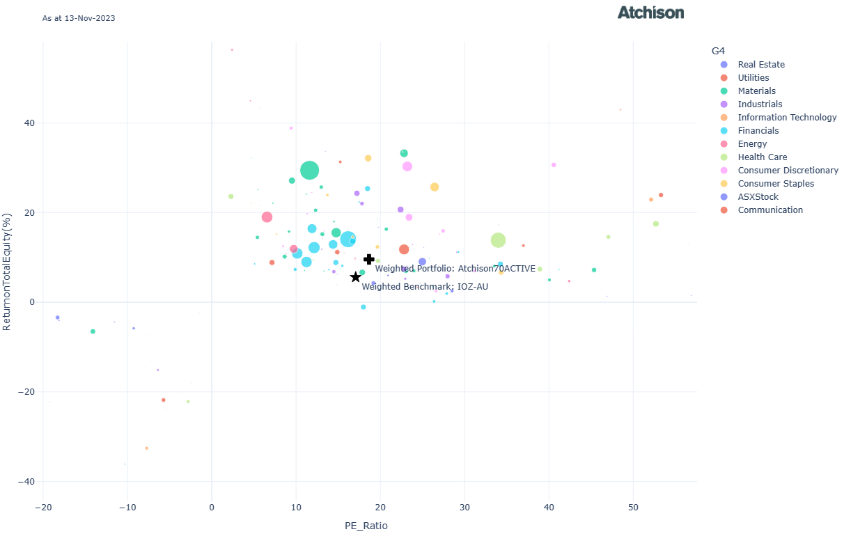 As at 13-Nov-2023
Atchison
G4
Real Estate
Utilities
Materials
Industrials
Information Technology
Financials
Energy
Health Care
Consumer Discretionary
Consumer Staples
ASXStock
Communication
ReturnonTotalEquity(%)
40
20
0
−20
−40
Weighted Portfolio: Atchison70ACTIVE
Weighted Benchmark: IOZ-AU
−20
−10
0
10
20
30
40
50
PE_Ratio